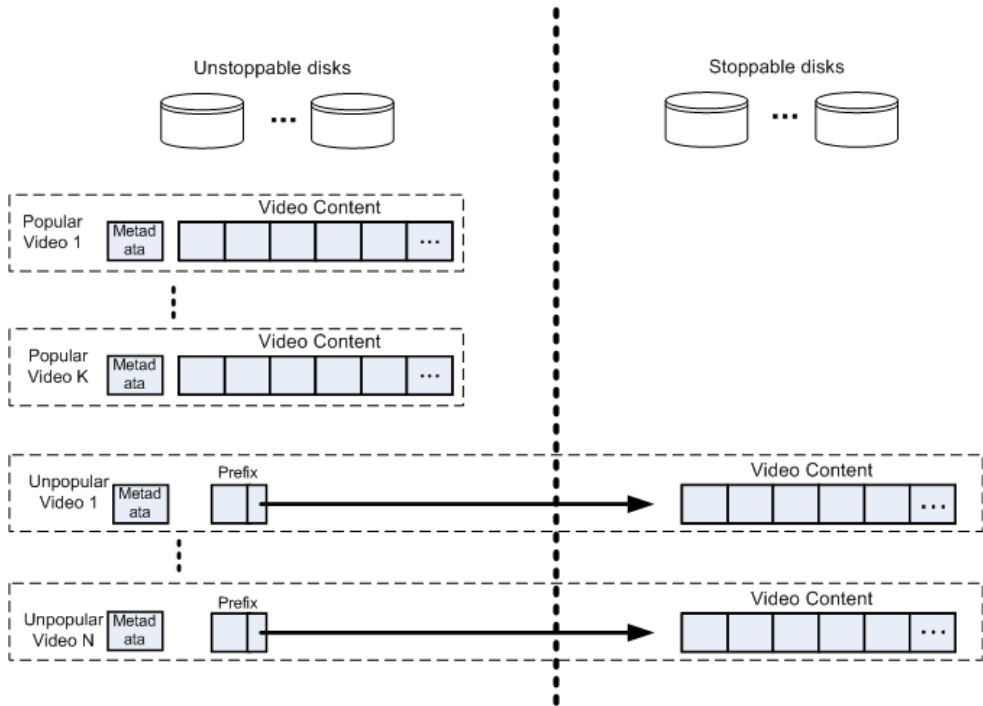 Unstoppable disks
Stoppable disks
...
...
Video Content
Popular
Video 1
Metad
ata
...
Video Content
Popular
Video K
Metad
ata
...
Unpopular
Video 1
Metad
ata
Prefix
Video Content
...
Unpopular
Video N
Metad
ata
Prefix
Video Content
...